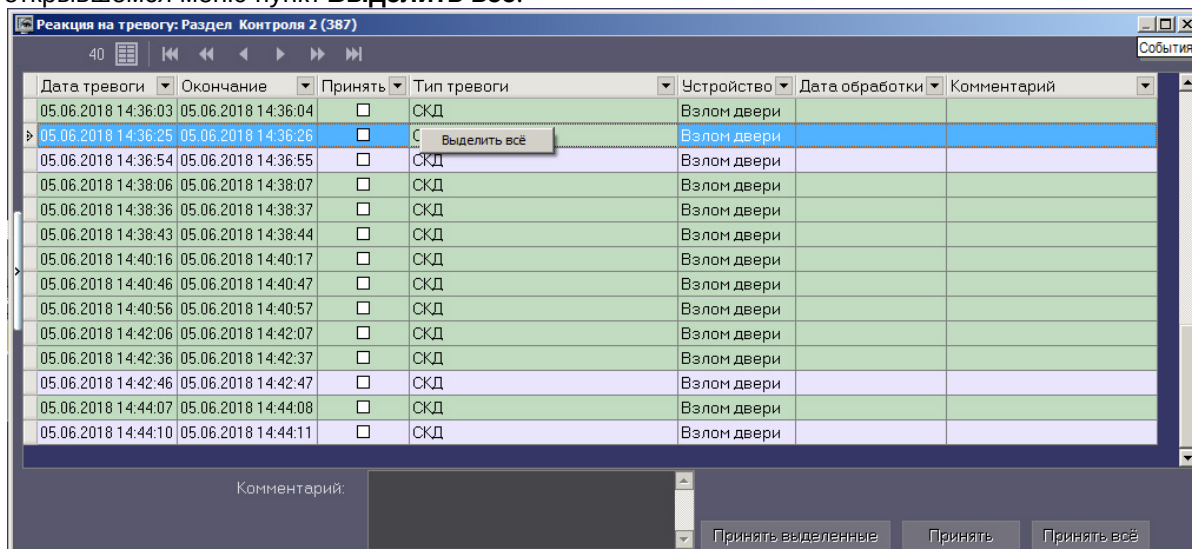 открывшемся меню пункт Выделить все.
Реакция на тревогу: Раздел Контроля 2 (387)
40
События
Дата тревоги Окончание Принять Тип тревоги Устройство Дата обработки Комментарий
05.06.2018 14:36:03 05.06.2018 14:36:04 СКД Взлом двери
05.06.2018 14:36:25 05.06.2018 14:36:26 С Взлом двери
Выделить всё
05.06.2018 14:36:54 05.06.2018 14:36:55 СКД Взлом двери
05.06.2018 14:38:06 05.06.2018 14:38:07 СКД Взлом двери
05.06.2018 14:38:36 05.06.2018 14:38:37 СКД Взлом двери
05.06.2018 14:38:43 05.06.2018 14:38:44 СКД Взлом двери
05.06.2018 14:40:16 05.06.2018 14:40:17 СКД Взлом двери
05.06.2018 14:40:46 05.06.2018 14:40:47 СКД Взлом двери
05.06.2018 14:40:56 05.06.2018 14:40:57 СКД Взлом двери
05.06.2018 14:42:06 05.06.2018 14:42:07 СКД Взлом двери
05.06.2018 14:42:36 05.06.2018 14:42:37 СКД Взлом двери
05.06.2018 14:42:46 05.06.2018 14:42:47 СКД Взлом двери
05.06.2018 14:44:07 05.06.2018 14:44:08 СКД Взлом двери
05.06.2018 14:44:10 05.06.2018 14:44:11 СКД Взлом двери
Комментарий:
Принять выделенные Принять Принять всё